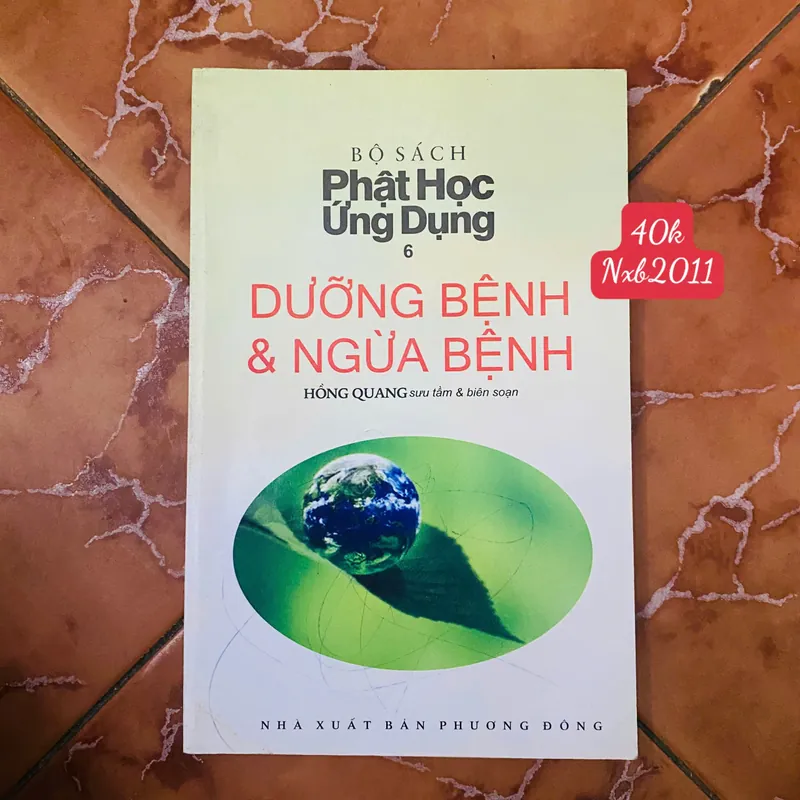 BỘ SÁCH
Phật Học
Ứng Dụng
6
DƯỠNG BỆNH
& NGỪA BỆNH
HỒNG QUANG sưu tầm & biên soạn
NHÀ XUẤT BẢN PHƯƠNG ĐÔNG
40k
Nxb2011